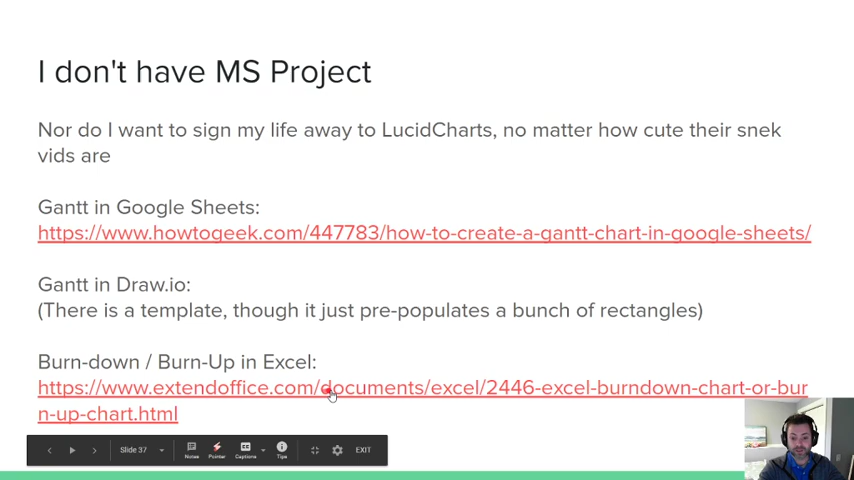 I don't have MS Project
Nor do I want to sign my life away to LucidCharts, no matter how cute their snek
vids are
Gantt in Google Sheets:
https://www.howtogeek.com/447783/how-to-create-a-gantt-chart-in-google-sheets/
Gantt in Draw.io:
(There is a template, though it just pre-populates a bunch of rectangles)
Burn-down / Burn-Up in Excel:
https://www.extendoffice.com/documents/excel/2446-excel-burndown-chart-or-bur
n-up-chart.html
Slide 37
Notes
Pointer
Captions
Tips
EXIT